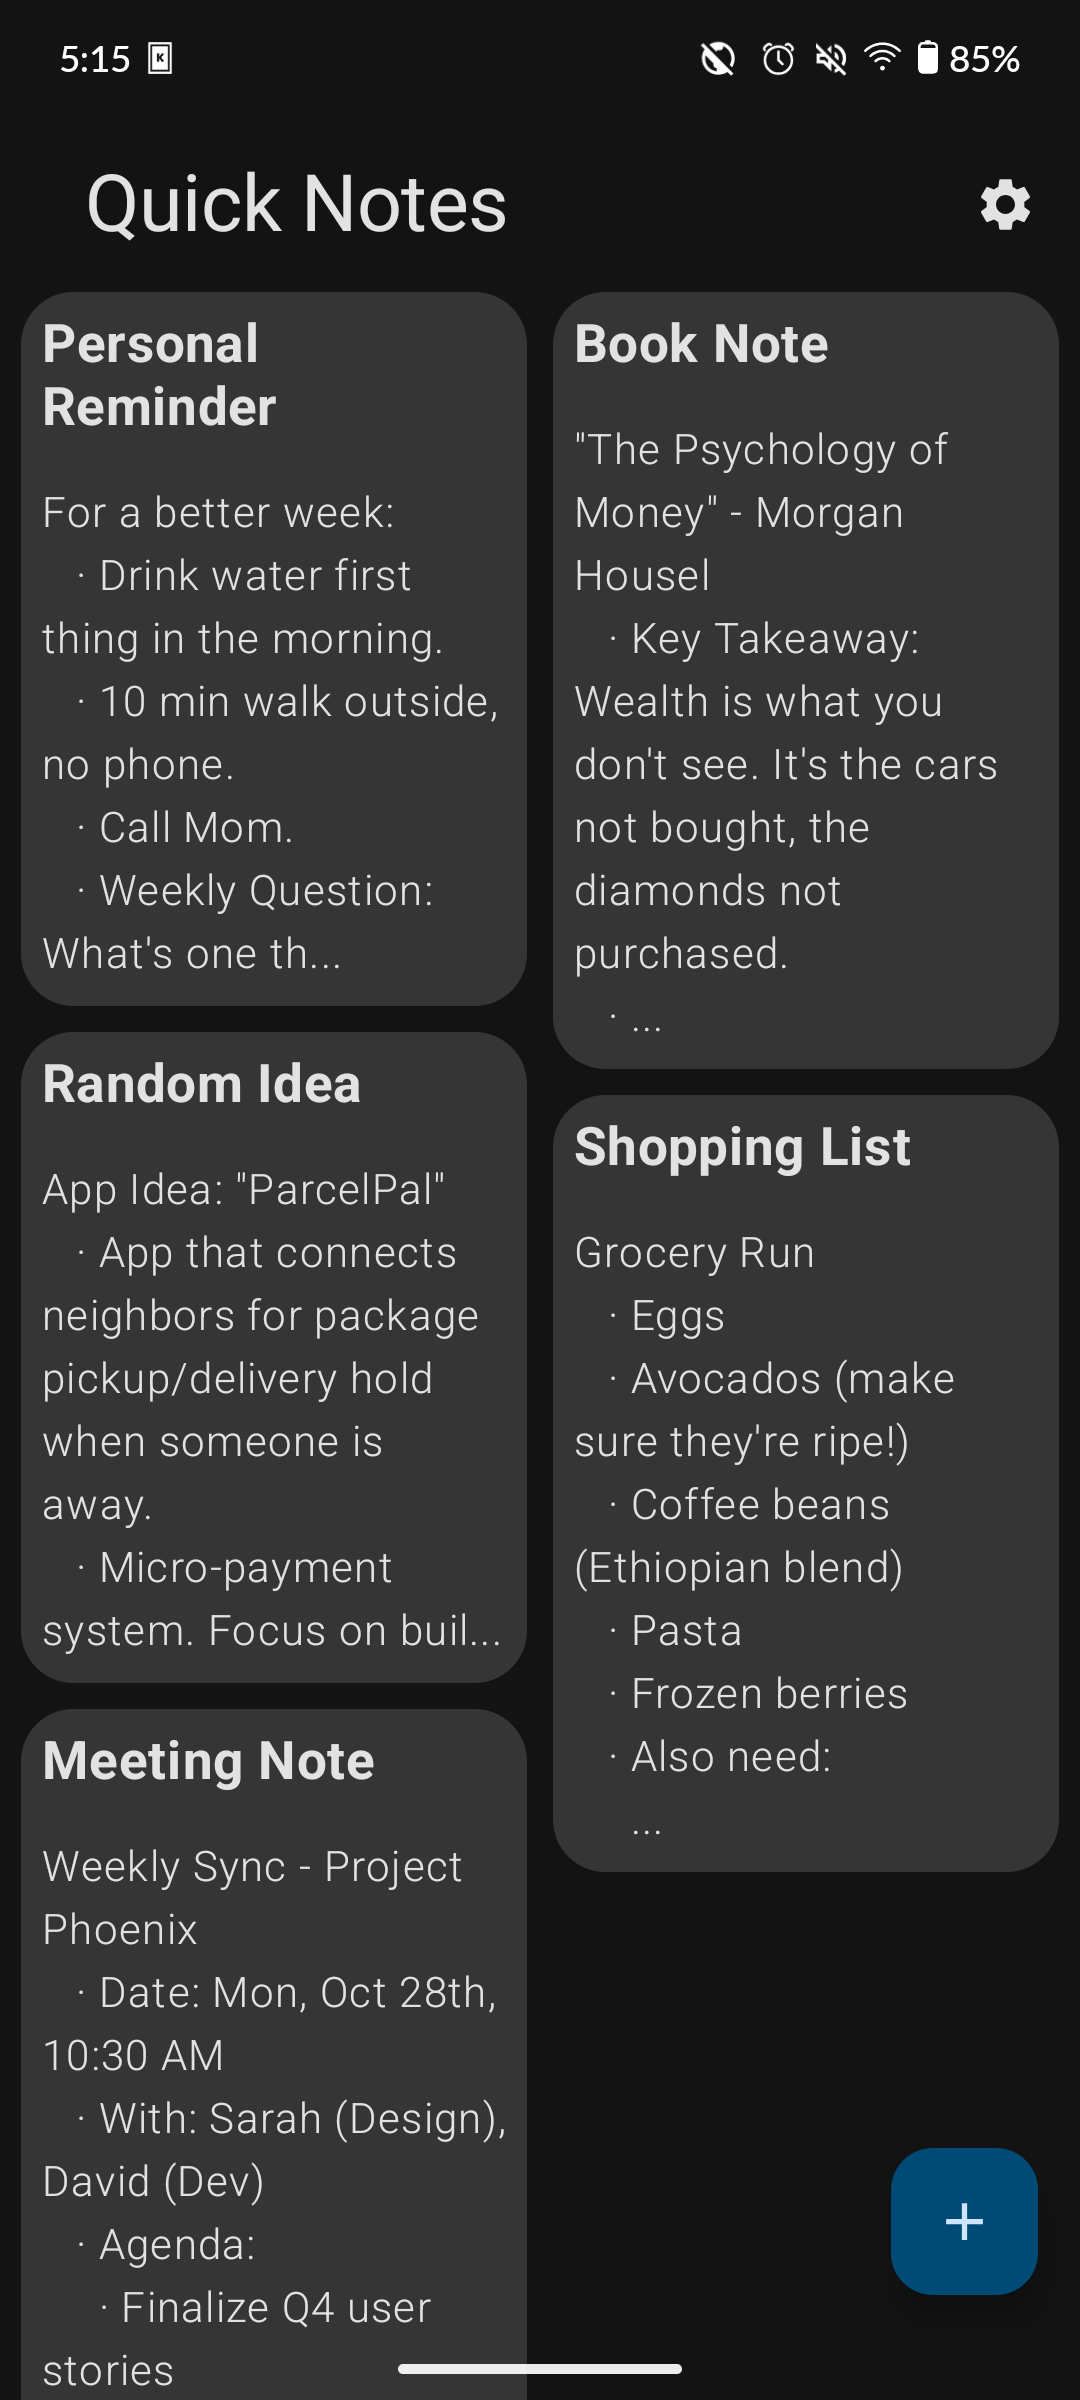 5:15
85%
Quick Notes
Personal
Reminder
For a better week:
· Drink water first
thing in the morning.
· 10 min walk outside,
no phone.
· Call Mom.
· Weekly Question:
What's one th...
Book Note
"The Psychology of
Money" - Morgan
Housel
· Key Takeaway:
Wealth is what you
don't see. It's the cars
not bought, the
diamonds not
purchased.
· ...
Random Idea
App Idea: "ParcelPal"
· App that connects
neighbors for package
pickup/delivery hold
when someone is
away.
· Micro-payment
system. Focus on buil...
Shopping List
Grocery Run
· Eggs
· Avocados (make
sure they're ripe!)
· Coffee beans
(Ethiopian blend)
· Pasta
· Frozen berries
· Also need:
...
Meeting Note
Weekly Sync - Project
Phoenix
· Date: Mon, Oct 28th,
10:30 AM
· With: Sarah (Design),
David (Dev)
· Agenda:
· Finalize Q4 user
stories